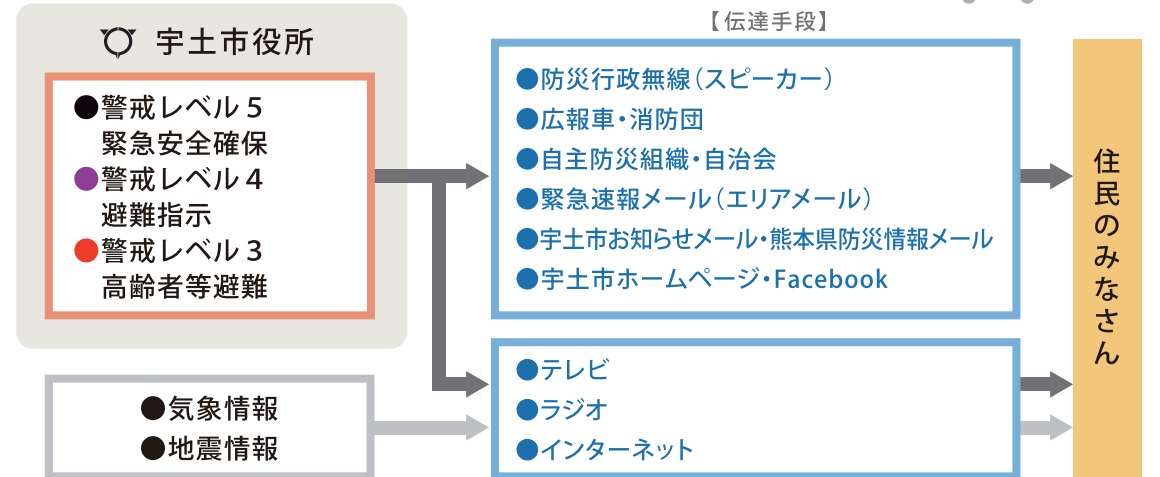 宇土市役所
●警戒レベル5
緊急安全確保
●警戒レベル4
避難指示
●警戒レベル3
高齢者等避難
●気象情報
●地震情報
【伝達手段】
●防災行政無線（スピーカー）
●広報車・消防団
●自主防災組織・自治会
●緊急速報メール（エリアメール）
●宇土市お知らせメール・熊本県防災情報メール
●宇土市ホームページ・Facebook
●テレビ
●ラジオ
●インターネット
住民のみなさん